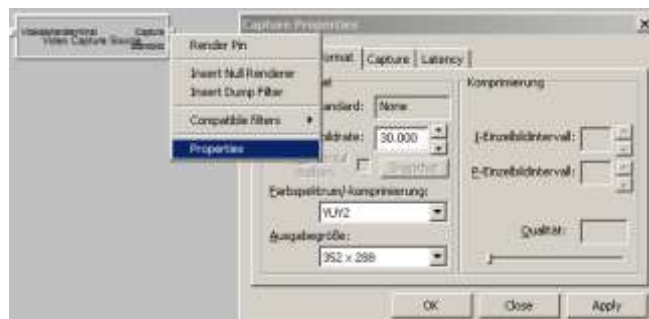 Capture
Video Capture Source
Render Pin
Insert Null Renderer
Insert Dump Filter
Compatible filters
Properties
Capture Properties
Capture
Latency
Komprimierung
None
30.000
I-Einzelbildintervall:
P-Einzelbildintervall:
Farbspektrum/-komprimierung:
YUY2
Qualität:
Ausgabegröße:
352 x 288
OK
Close
Apply